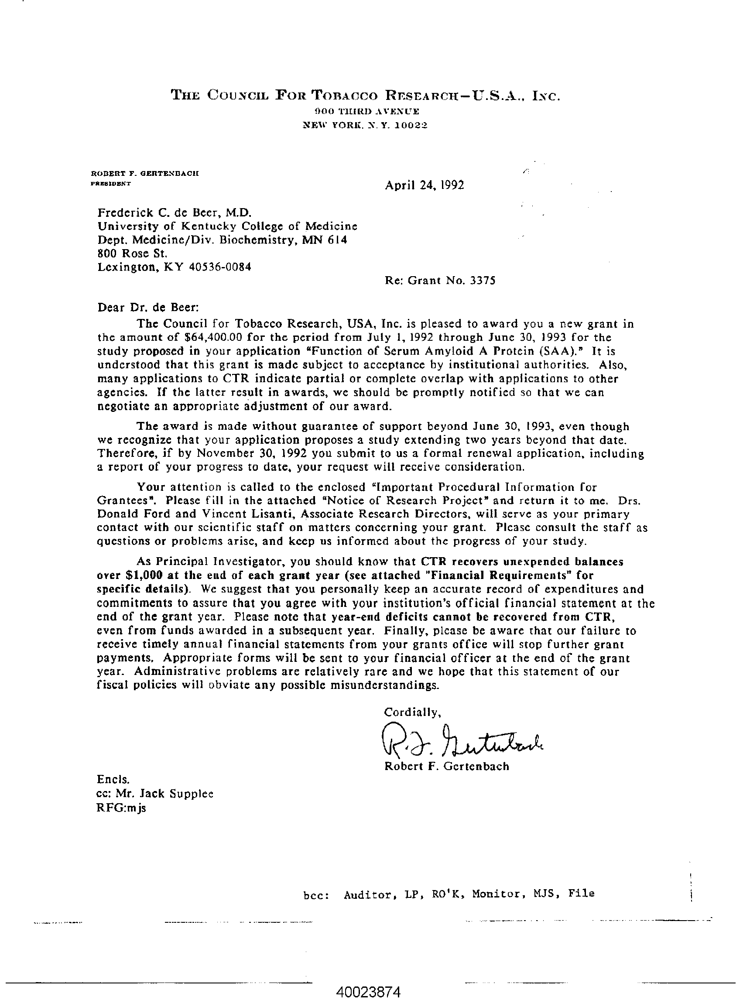 THE COUNCIL FOR TOBACCO RESEARCH–U.S.A., INC.
900 THIRD AVENUE
NEW YORK, N. Y. 10022
ROBERT F. GERTENBACH
PRESIDENT
April 24, 1992
Frederick C. de Beer, M.D.
University of Kentucky College of Medicine
Dept. Medicine/Div. Biochemistry, MN 614
800 Rose St.
Lexington, KY 40536-0084
Re: Grant No. 3375
Dear Dr. de Beer:
The Council for Tobacco Research, USA, Inc. is pleased to award you a new grant in
the amount of $64,400.00 for the period from July 1, 1992 through June 30, 1993 for the
study proposed in your application "Function of Serum Amyloid A Protein (SAA)." It is
understood that this grant is made subject to acceptance by institutional authorities. Also,
many applications to CTR indicate partial or complete overlap with applications to other
agencies. If the latter result in awards, we should be promptly notified so that we can
negotiate an appropriate adjustment of our award.
The award is made without guarantee of support beyond June 30, 1993, even though
we recognize that your application proposes a study extending two years beyond that date.
Therefore, if by November 30, 1992 you submit to us a formal renewal application, including
a report of your progress to date, your request will receive consideration.
Your attention is called to the enclosed "Important Procedural Information for
Grantees". Please fill in the attached "Notice of Research Project" and return it to me. Drs.
Donald Ford and Vincent Lisanti, Associate Research Directors, will serve as your primary
contact with our scientific staff on matters concerning your grant. Please consult the staff as
questions or problems arise, and keep us informed about the progress of your study.
As Principal Investigator, you should know that CTR recovers unexpended balances
over $1,000 at the end of each grant year (see attached "Financial Requirements" for
specific details). We suggest that you personally keep an accurate record of expenditures and
commitments to assure that you agree with your institution's official financial statement at the
end of the grant year. Please note that year-end deficits cannot be recovered from CTR,
even from funds awarded in a subsequent year. Finally, please be aware that our failure to
receive timely annual financial statements from your grants office will stop further grant
payments. Appropriate forms will be sent to your financial officer at the end of the grant
year. Administrative problems are relatively rare and we hope that this statement of our
fiscal policies will obviate any possible misunderstandings.
Cordially,
R.F. Gertenbach
Robert F. Gertenbach
Encls.
cc: Mr. Jack Supplee
RFG:mjs
bcc: Auditor, LP, RO'K, Monitor, MJS, File
40023874